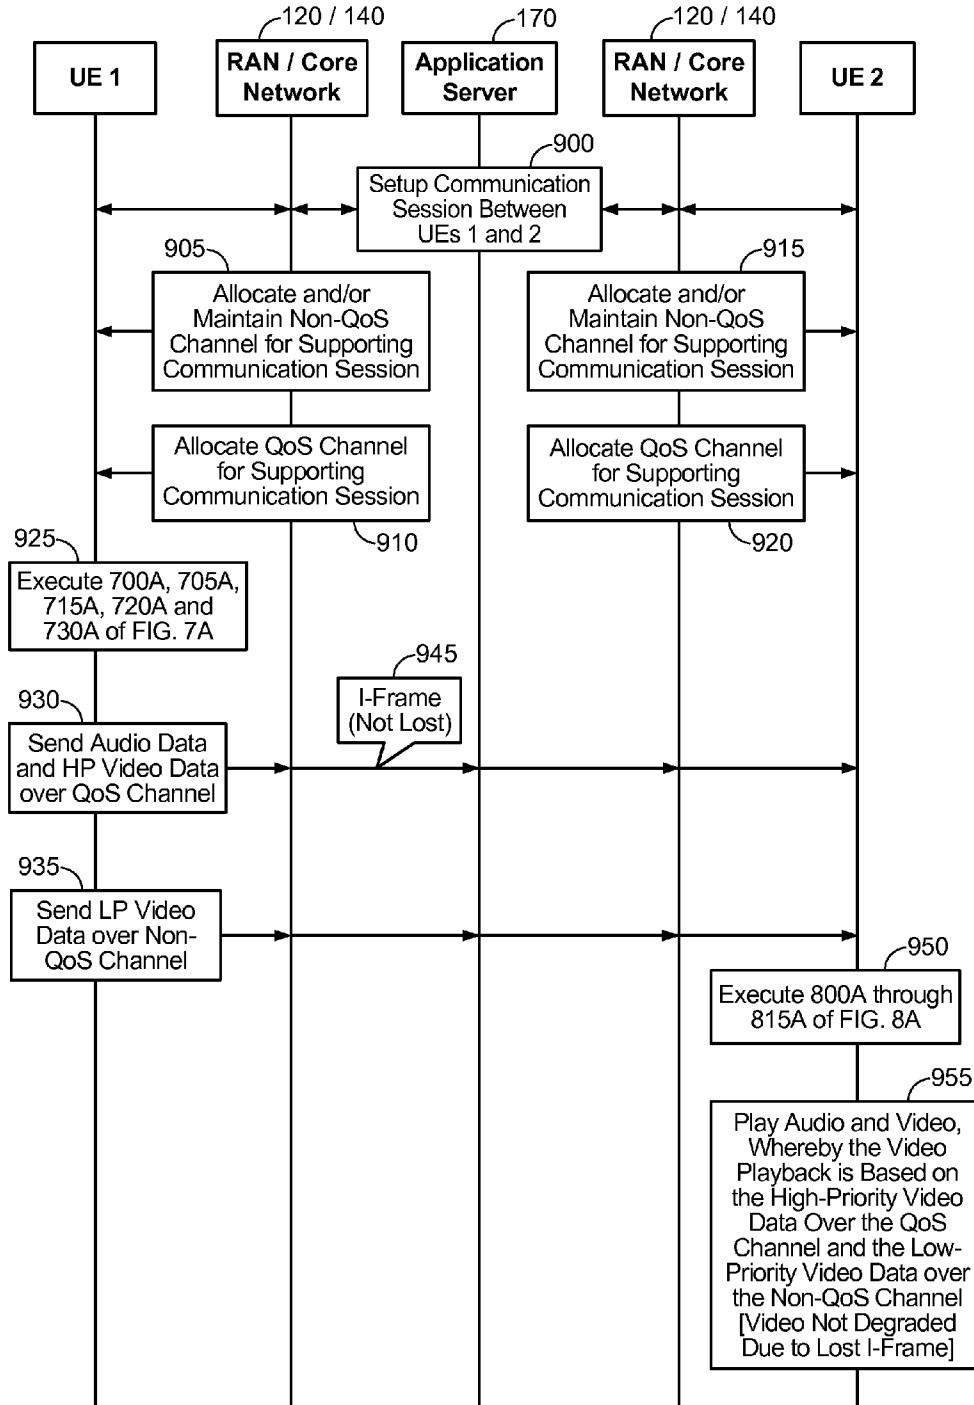 120 / 140
170
120 / 140
UE 1
RAN / Core
Network
Application
Server
RAN / Core
Network
UE 2
900
Setup Communication
Session Between
UEs 1 and 2
905
Allocate and/or
Maintain Non-QoS
Channel for Supporting
Communication Session
915
Allocate and/or
Maintain Non-QoS
Channel for Supporting
Communication Session
Allocate QoS Channel
for Supporting
Communication Session
910
Allocate QoS Channel
for Supporting
Communication Session
920
925
Execute 700A, 705A,
715A, 720A and
730A of FIG. 7A
945
I-Frame
(Not Lost)
930
Send Audio Data
and HP Video Data
over QoS Channel
935
Send LP Video
Data over Non-
QoS Channel
950
Execute 800A through
815A of FIG. 8A
955
Play Audio and Video,
Whereby the Video
Playback is Based on
the High-Priority Video
Data Over the QoS
Channel and the Low-
Priority Video Data over
the Non-QoS Channel
[Video Not Degraded
Due to Lost I-Frame]